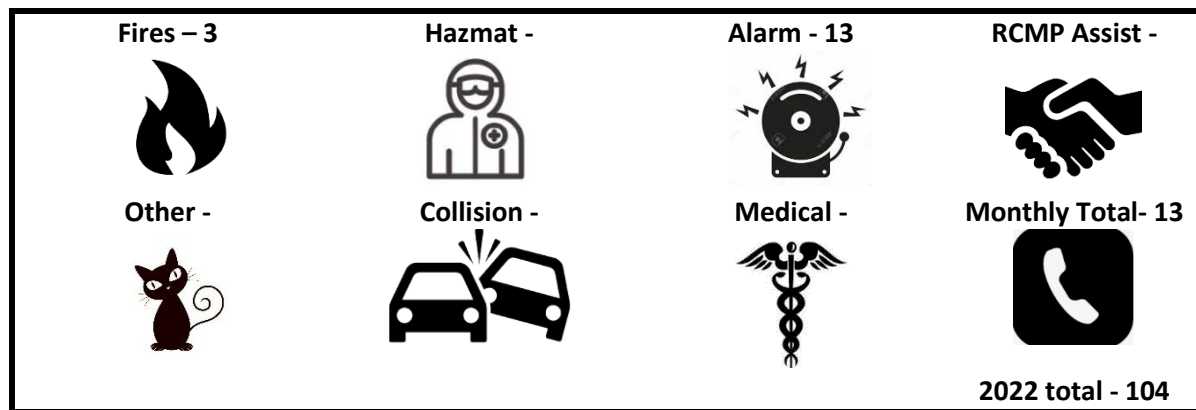 Fires – 3
Hazmat -
Alarm - 13
RCMP Assist -
Other -
Collision -
Medical -
Monthly Total- 13
2022 total - 104